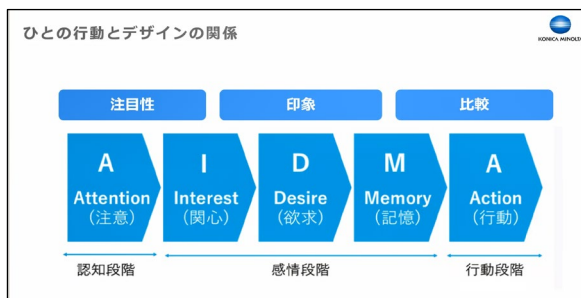 ひとの行動とデザインの関係
KONICA MINOLTA
注目性
印象
比較
A
Attention
（注意）
I
Interest
（関心）
D
Desire
（欲求）
M
Memory
（記憶）
A
Action
（行動）
認知段階
感情段階
行動段階